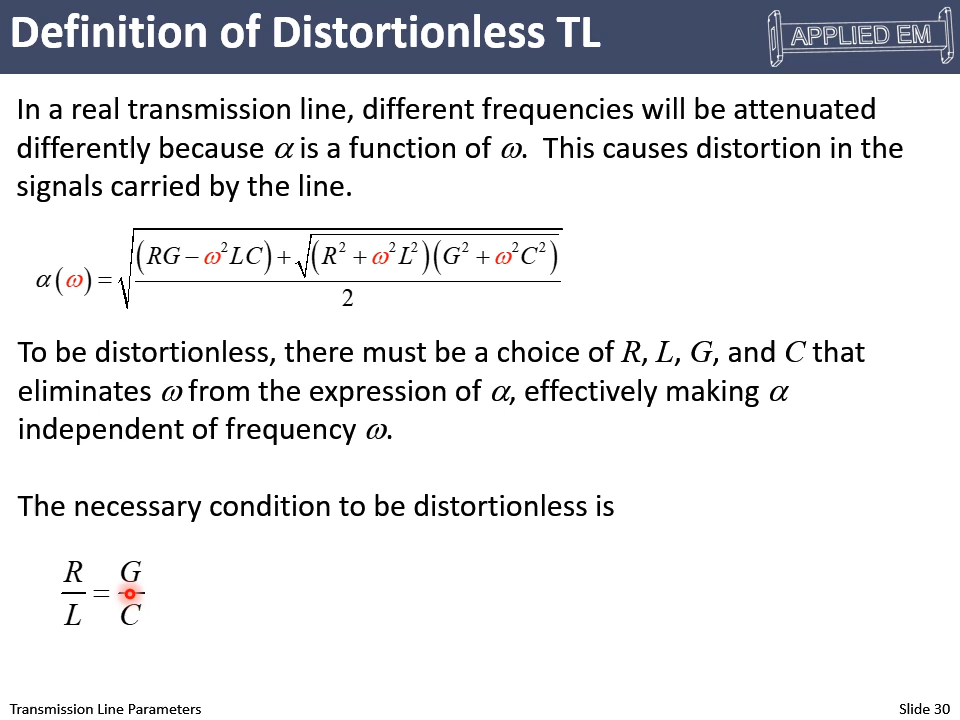 Definition of Distortionless TL
APPLIED EM
In a real transmission line, different frequencies will be attenuated
differently because α is a function of ω. This causes distortion in the
signals carried by the line.
α(ω) = √(((RG − ω²LC) + √((R² + ω²L²)(G² + ω²C²))) / 2)
To be distortionless, there must be a choice of R, L, G, and C that
eliminates ω from the expression of α, effectively making α
independent of frequency ω.
The necessary condition to be distortionless is
R/L = G/C
Transmission Line Parameters
Slide 30